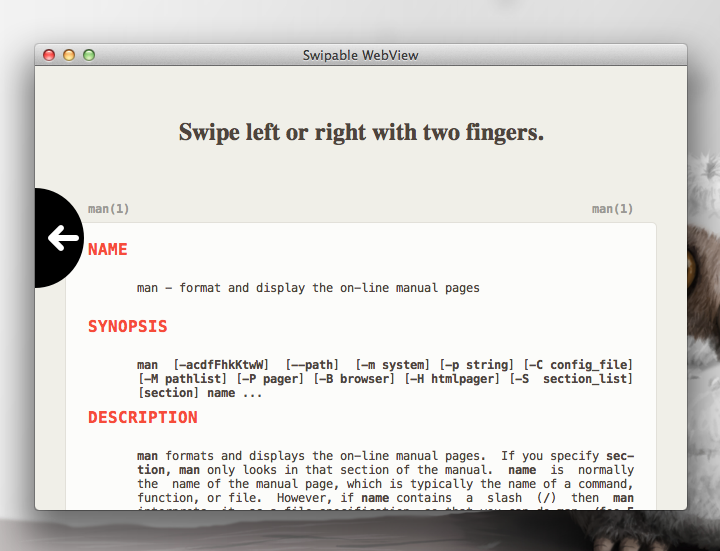 Swipable WebView
Swipe left or right with two fingers.
man(1) man(1)
NAME
man – format and display the on–line manual pages
SYNOPSIS
man [–acdfFhkKtwW] [––path] [–m system] [–p string] [–C config_file]
[–M pathlist] [–P pager] [–B browser] [–H htmlpager] [–S section_list]
[section] name ...
DESCRIPTION
man formats and displays the on–line manual pages. If you specify sec–
tion, man only looks in that section of the manual. name is normally
the name of the manual page, which is typically the name of a command,
function, or file. However, if name contains a slash (/) then man